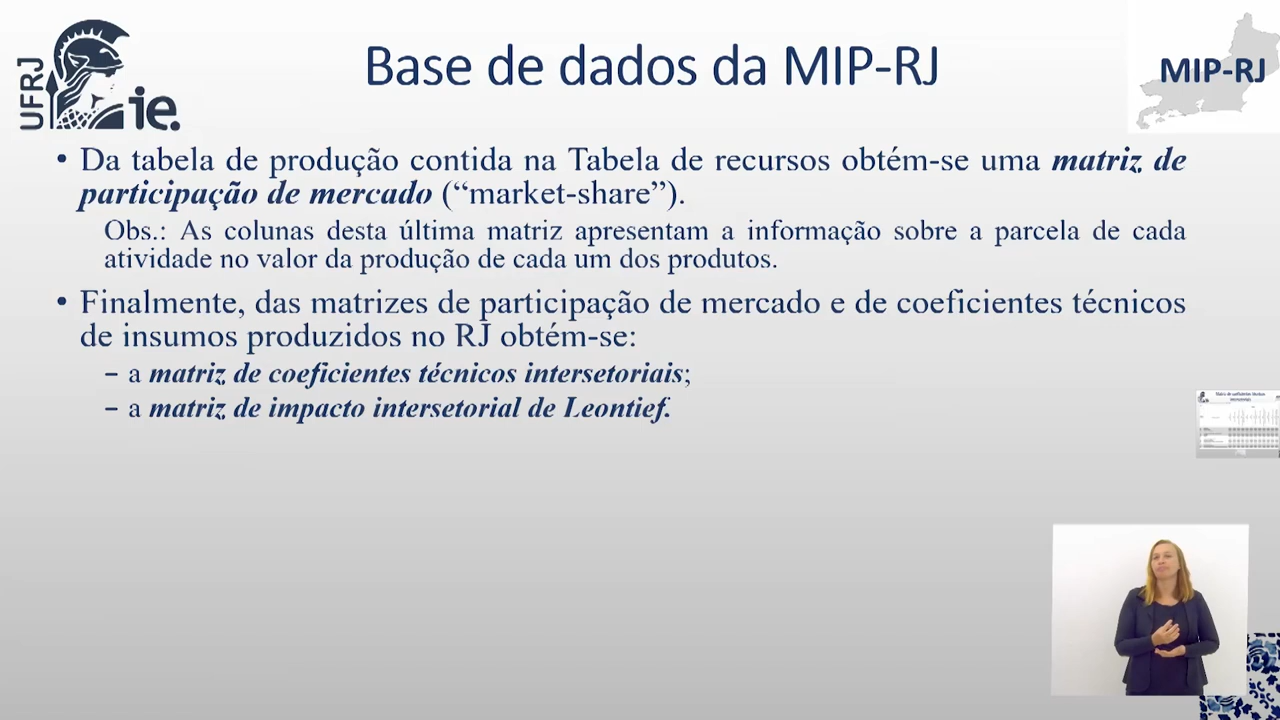 UFRJ
ie.
Base de dados da MIP-RJ
MIP-RJ
• Da tabela de produção contida na Tabela de recursos obtém-se uma matriz de
participação de mercado (“market-share”).
Obs.: As colunas desta última matriz apresentam a informação sobre a parcela de cada
atividade no valor da produção de cada um dos produtos.
• Finalmente, das matrizes de participação de mercado e de coeficientes técnicos
de insumos produzidos no RJ obtém-se:
– a matriz de coeficientes técnicos intersetoriais;
– a matriz de impacto intersetorial de Leontief.